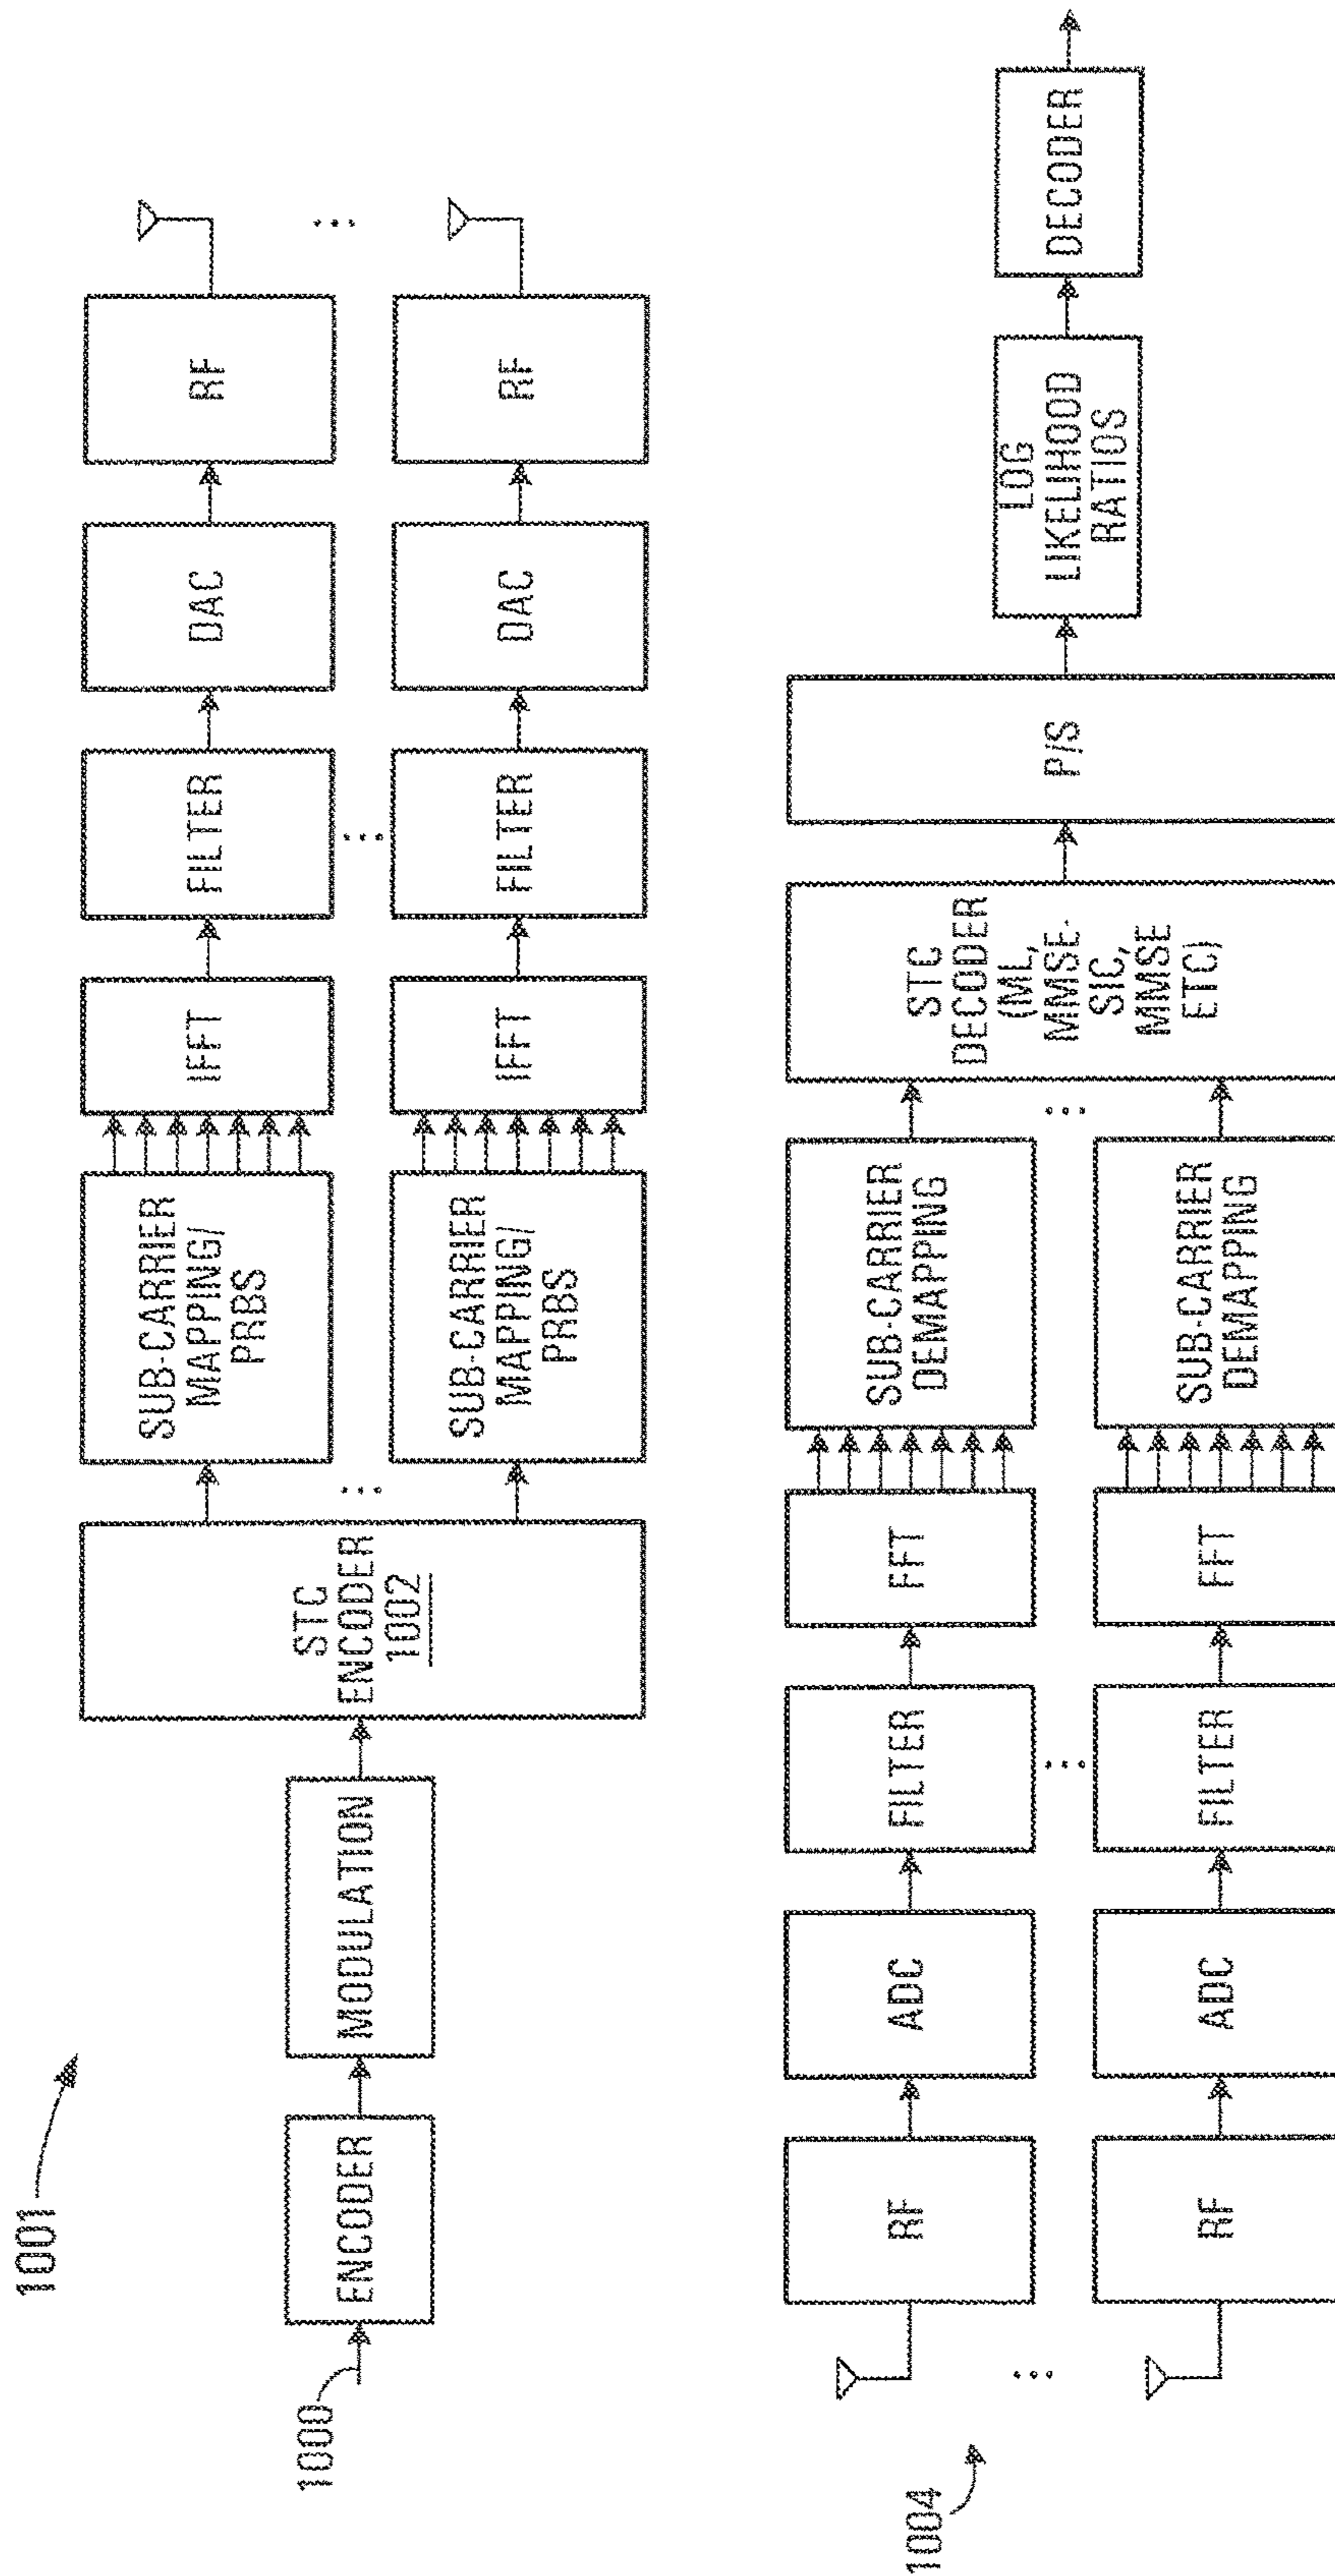 1001
1000
ENCODER
MODULATION
STC
ENCODER
1002
...
SUB-CARRIER
MAPPING/
PRBS
IFFT
FILTER
DAC
RF
...
...
SUB-CARRIER
MAPPING/
PRBS
IFFT
FILTER
DAC
RF
1004
...
RF
ADC
FILTER
FFT
SUB-CARRIER
DEMAPPING
...
...
RF
ADC
FILTER
FFT
SUB-CARRIER
DEMAPPING
STC
DECODER
(ML,
MMSE-
SIC,
MMSE
ETC)
P/S
LOG
LIKELIHOOD
RATIOS
DECODER